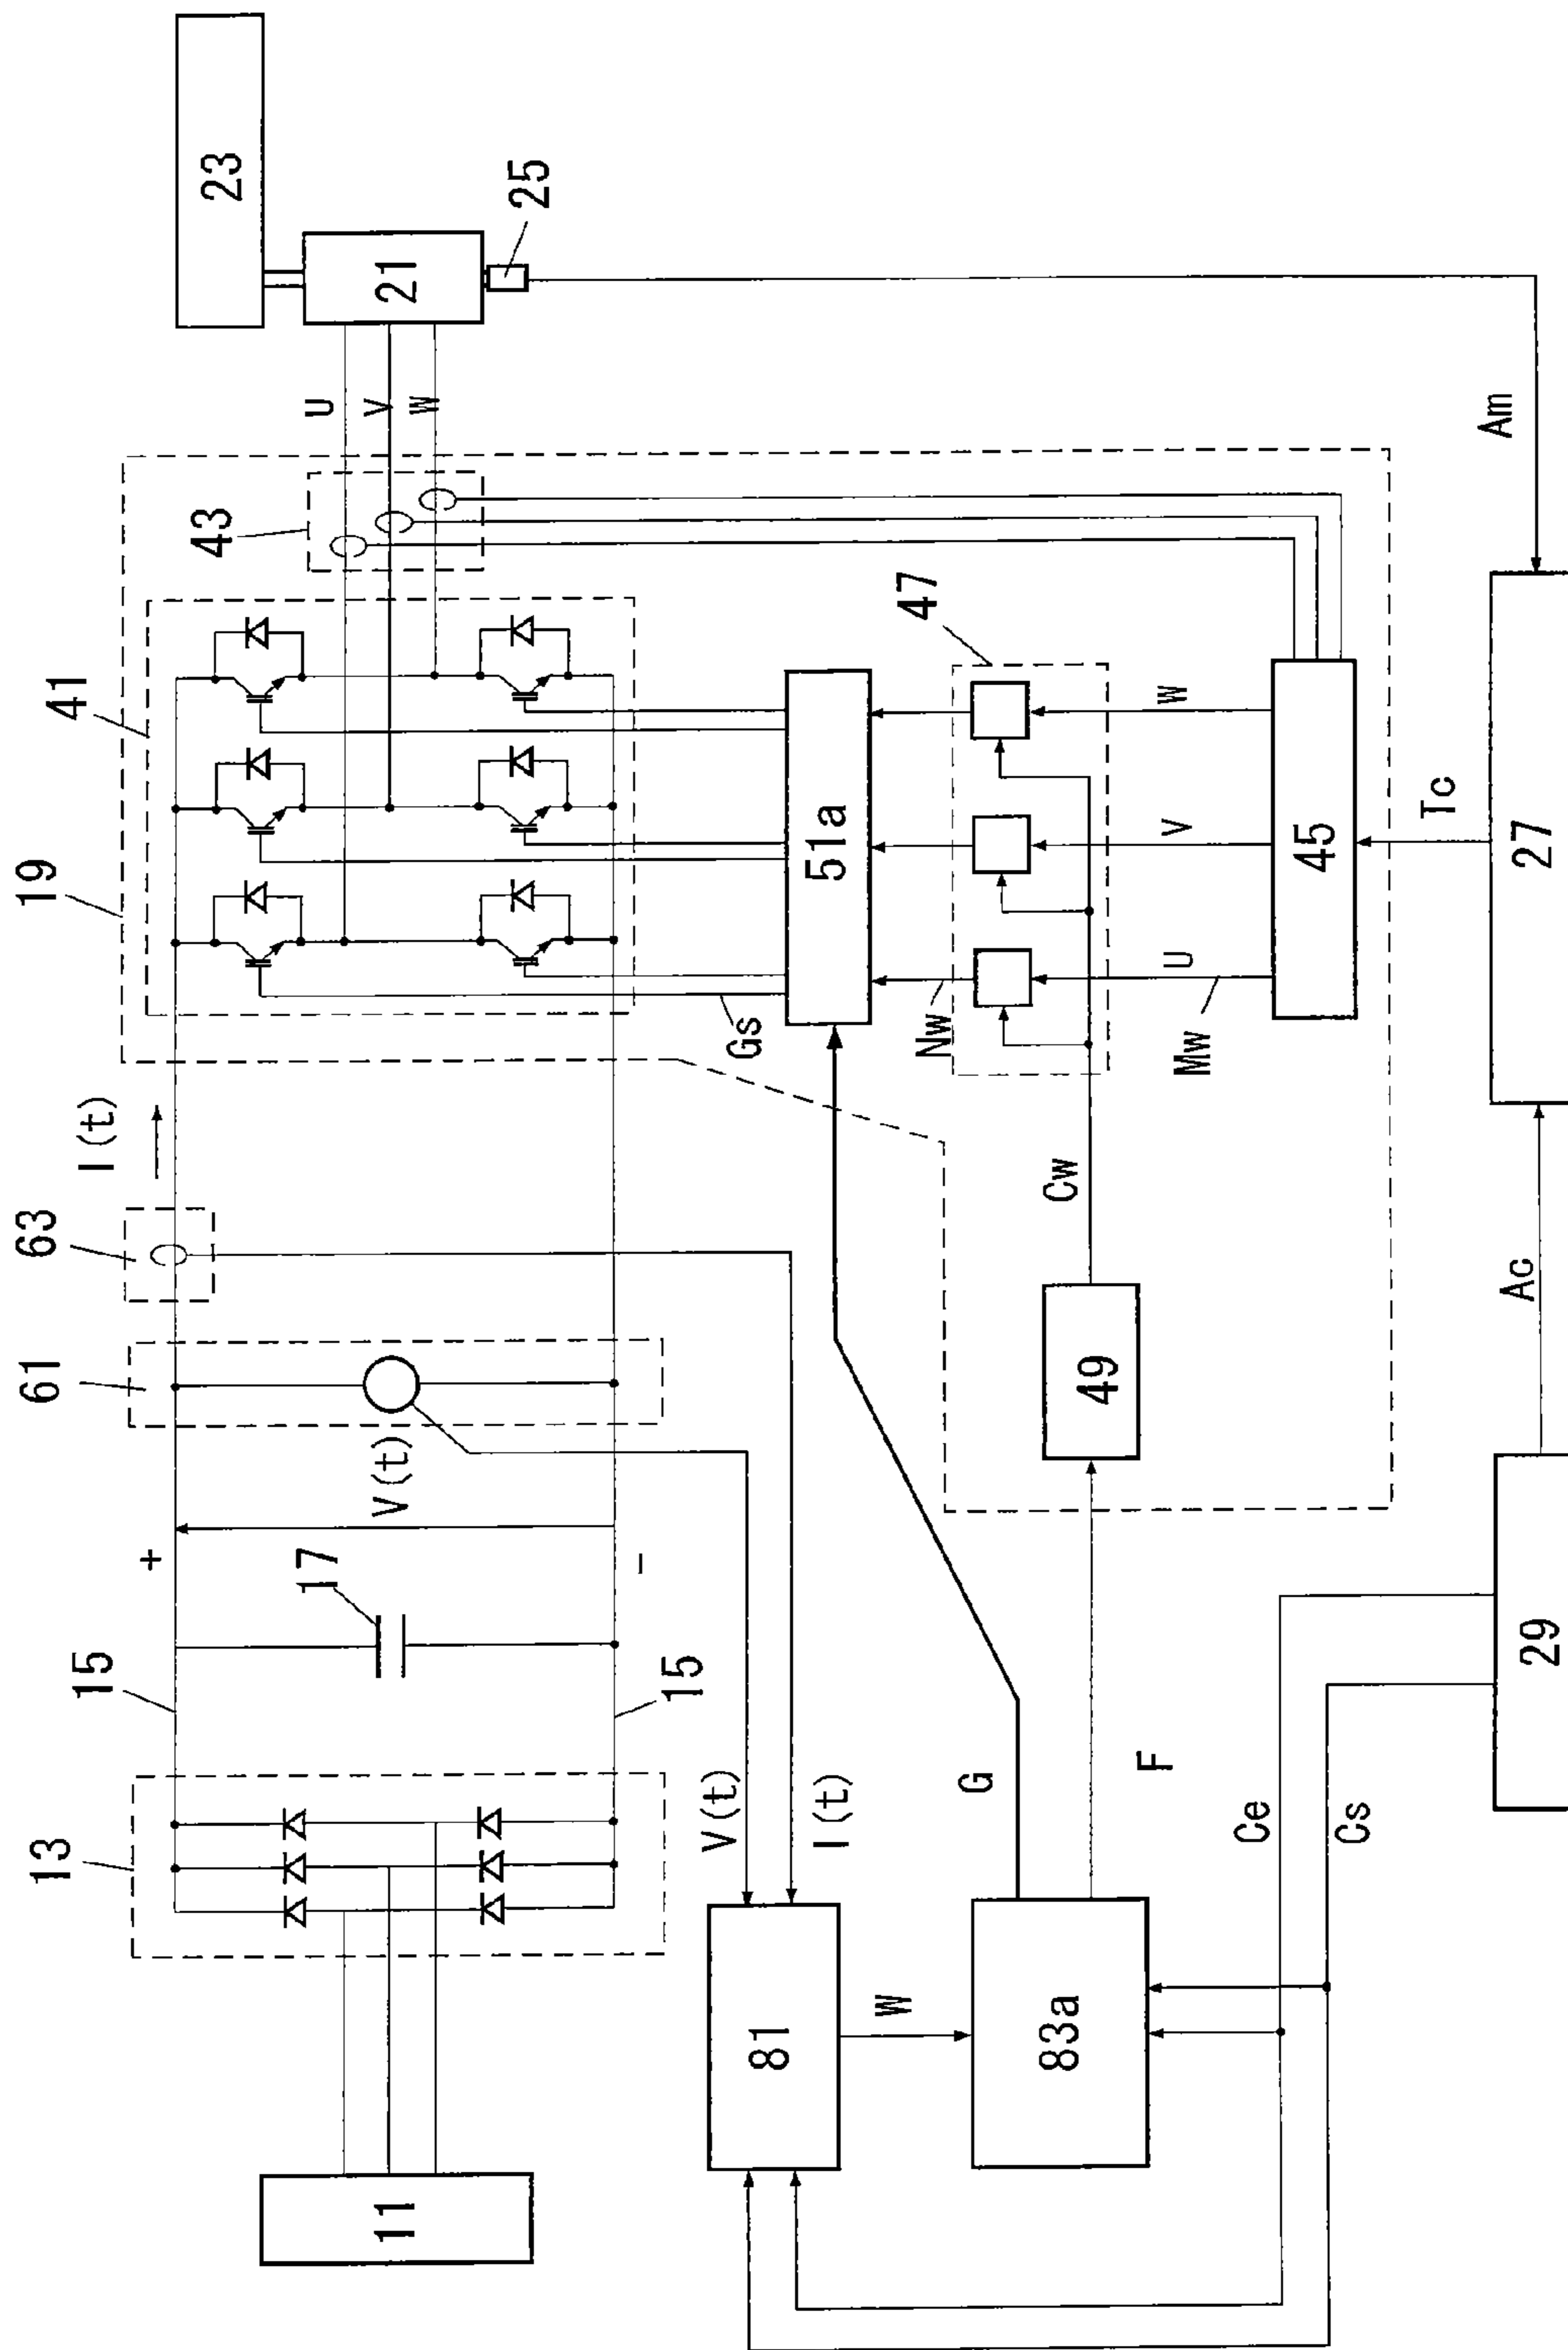 11
13
15
15
17
+
−
V(t)
61
63
I(t)
19
41
43
U
V
W
21
23
25
V(t)
I(t)
81
W
83a
G
F
Gs
51a
Nw
47
Cw
49
Mw
U
V
W
45
Tc
27
Am
Ac
29
Ce
Cs